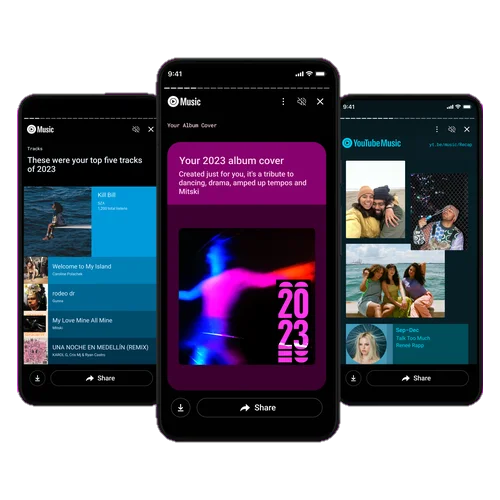 Music
Tracks
These were your top five tracks
of 2023
Kill Bill
SZA
Welcome to My Island
Caroline Polachek
rodeo dr
Gunna
My Love Mine All Mine
Mitski
UNA NOCHE EN MEDELLÍN (REMIX)
KAROL G, Cris Mj & Ryan Castro
Share
9:41
Music
Your Album Cover
Your 2023 album cover
Created just for you, it's a tribute to
dancing, drama, amped up tempos and
Mitski
20
23
Share
9:41
YouTube Music
yt.be/music/Recap
Sep–Dec
Talk Too Much
Reneé Rapp
Share